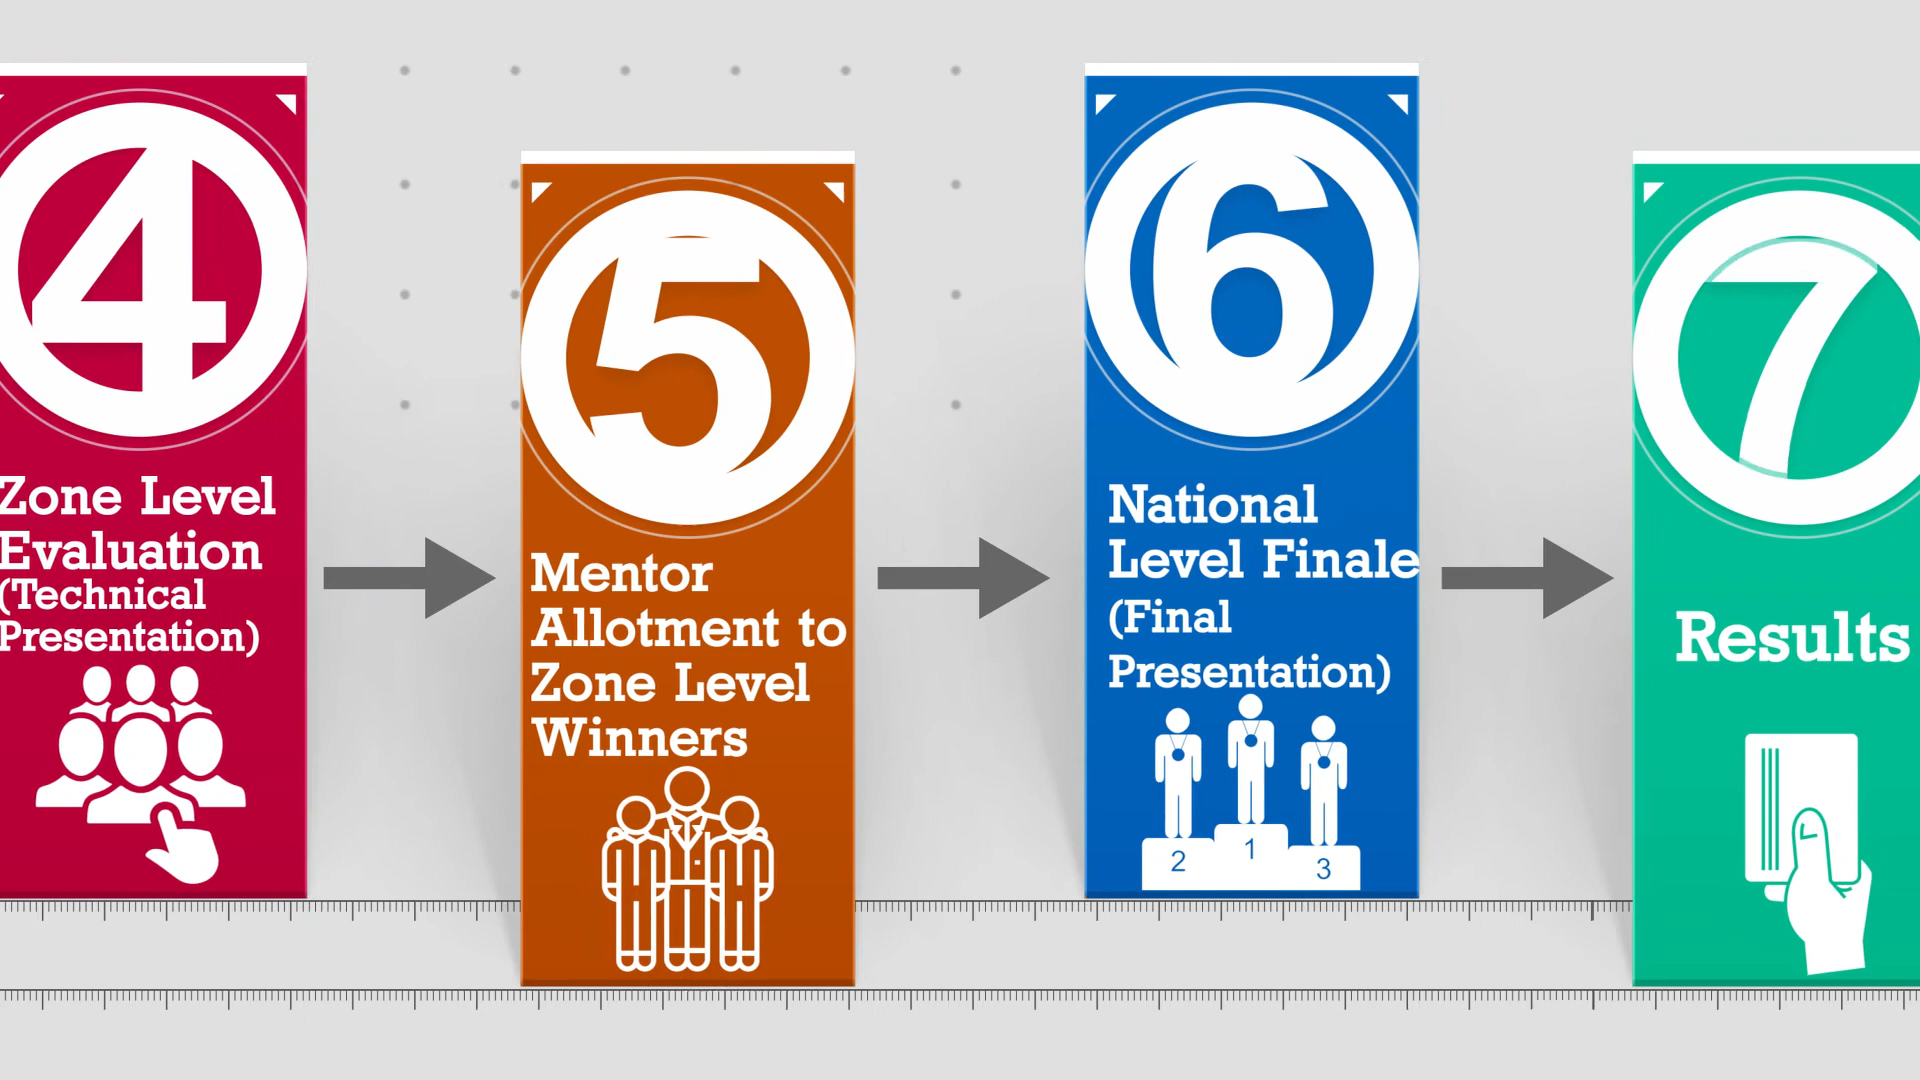 4
Zone Level
Evaluation
(Technical
Presentation)
5
Mentor
Allotment to
Zone Level
Winners
6
National
Level Finale
(Final
Presentation)
2
1
3
7
Results